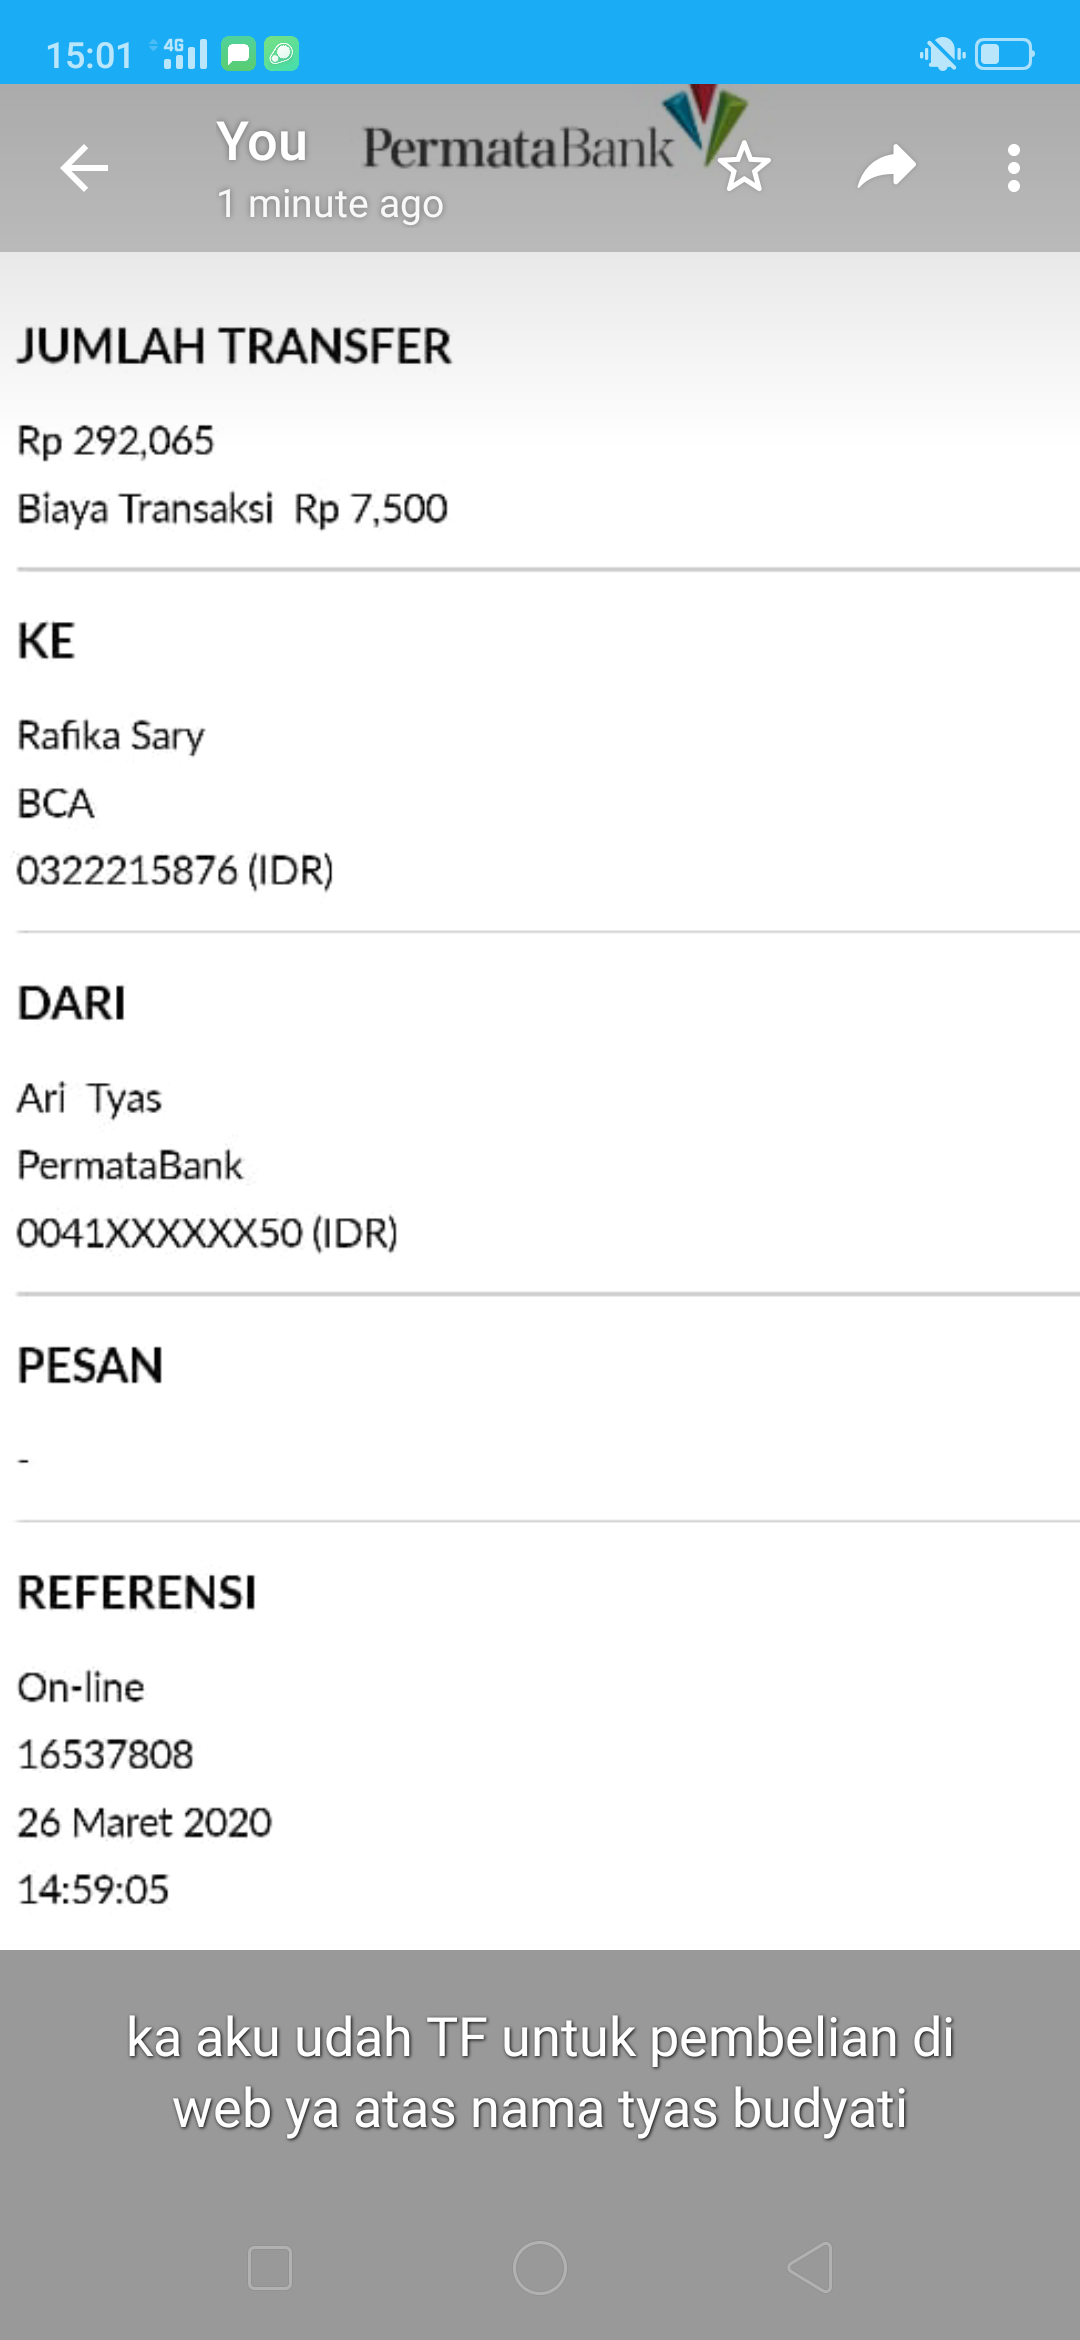 15:01 4G
You PermataBank
1 minute ago
JUMLAH TRANSFER
Rp 292,065
Biaya Transaksi Rp 7,500
KE
Rafika Sary
BCA
0322215876 (IDR)
DARI
Ari Tyas
PermataBank
0041XXXXXX50 (IDR)
PESAN
-
REFERENSI
On-line
16537808
26 Maret 2020
14:59:05
ka aku udah TF untuk pembelian di
web ya atas nama tyas budyati